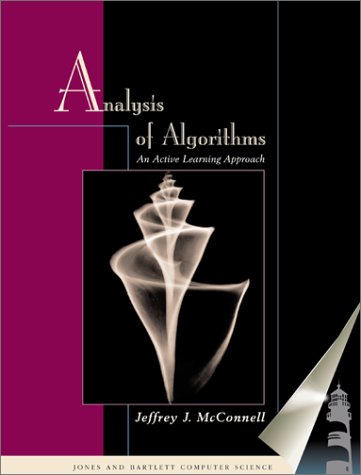 Analysis
of Algorithms
An Active Learning Approach
Jeffrey J. McConnell
JONES AND BARTLETT COMPUTER SCIENCE